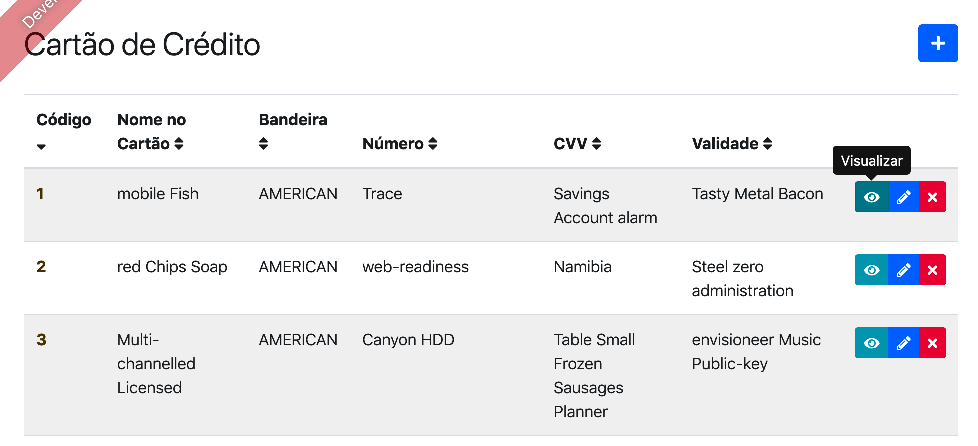 Devel
Cartão de Crédito
Código
Nome no
Cartão
Bandeira
Número
CVV
Validade
Visualizar
1
mobile Fish
AMERICAN
Trace
Savings
Account alarm
Tasty Metal Bacon
2
red Chips Soap
AMERICAN
web-readiness
Namibia
Steel zero
administration
3
Multi-
channelled
Licensed
AMERICAN
Canyon HDD
Table Small
Frozen
Sausages
Planner
envisioneer Music
Public-key